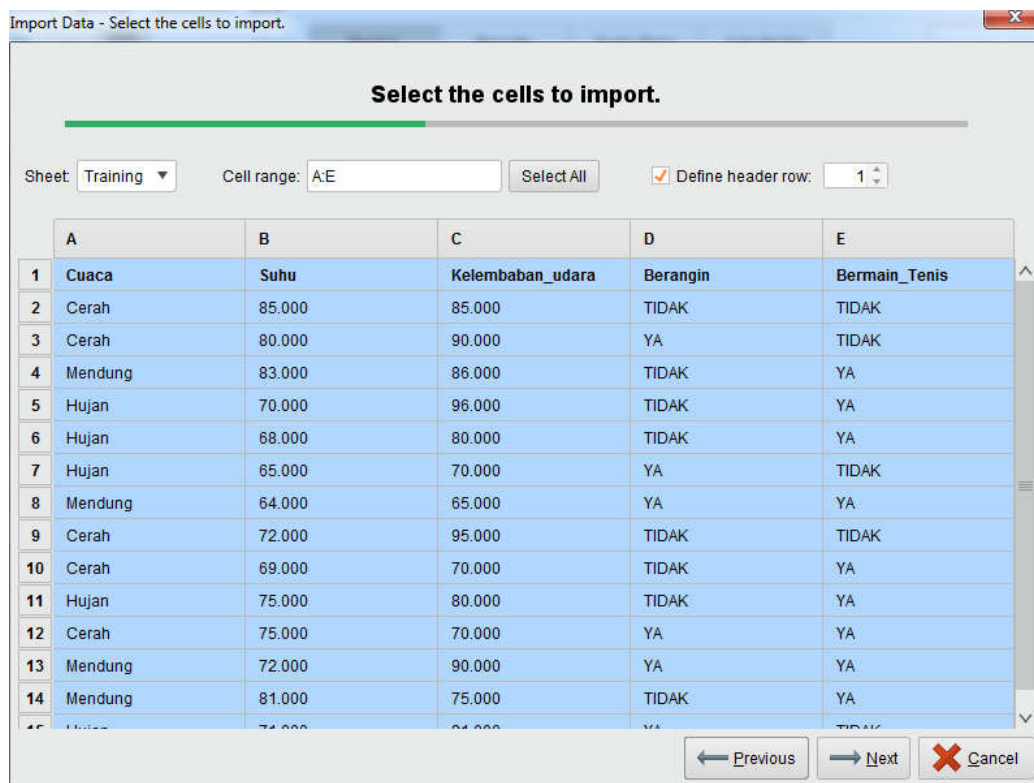 Import Data - Select the cells to import.
Select the cells to import.
Sheet: Training Cell range: A:E Select All Define header row: 1
A B C D E
1 Cuaca Suhu Kelembaban_udara Berangin Bermain_Tenis
2 Cerah 85.000 85.000 TIDAK TIDAK
3 Cerah 80.000 90.000 YA TIDAK
4 Mendung 83.000 86.000 TIDAK YA
5 Hujan 70.000 96.000 TIDAK YA
6 Hujan 68.000 80.000 TIDAK YA
7 Hujan 65.000 70.000 YA TIDAK
8 Mendung 64.000 65.000 YA YA
9 Cerah 72.000 95.000 TIDAK TIDAK
10 Cerah 69.000 70.000 TIDAK YA
11 Hujan 75.000 80.000 TIDAK YA
12 Cerah 75.000 70.000 YA YA
13 Mendung 72.000 90.000 YA YA
14 Mendung 81.000 75.000 TIDAK YA
Previous Next Cancel